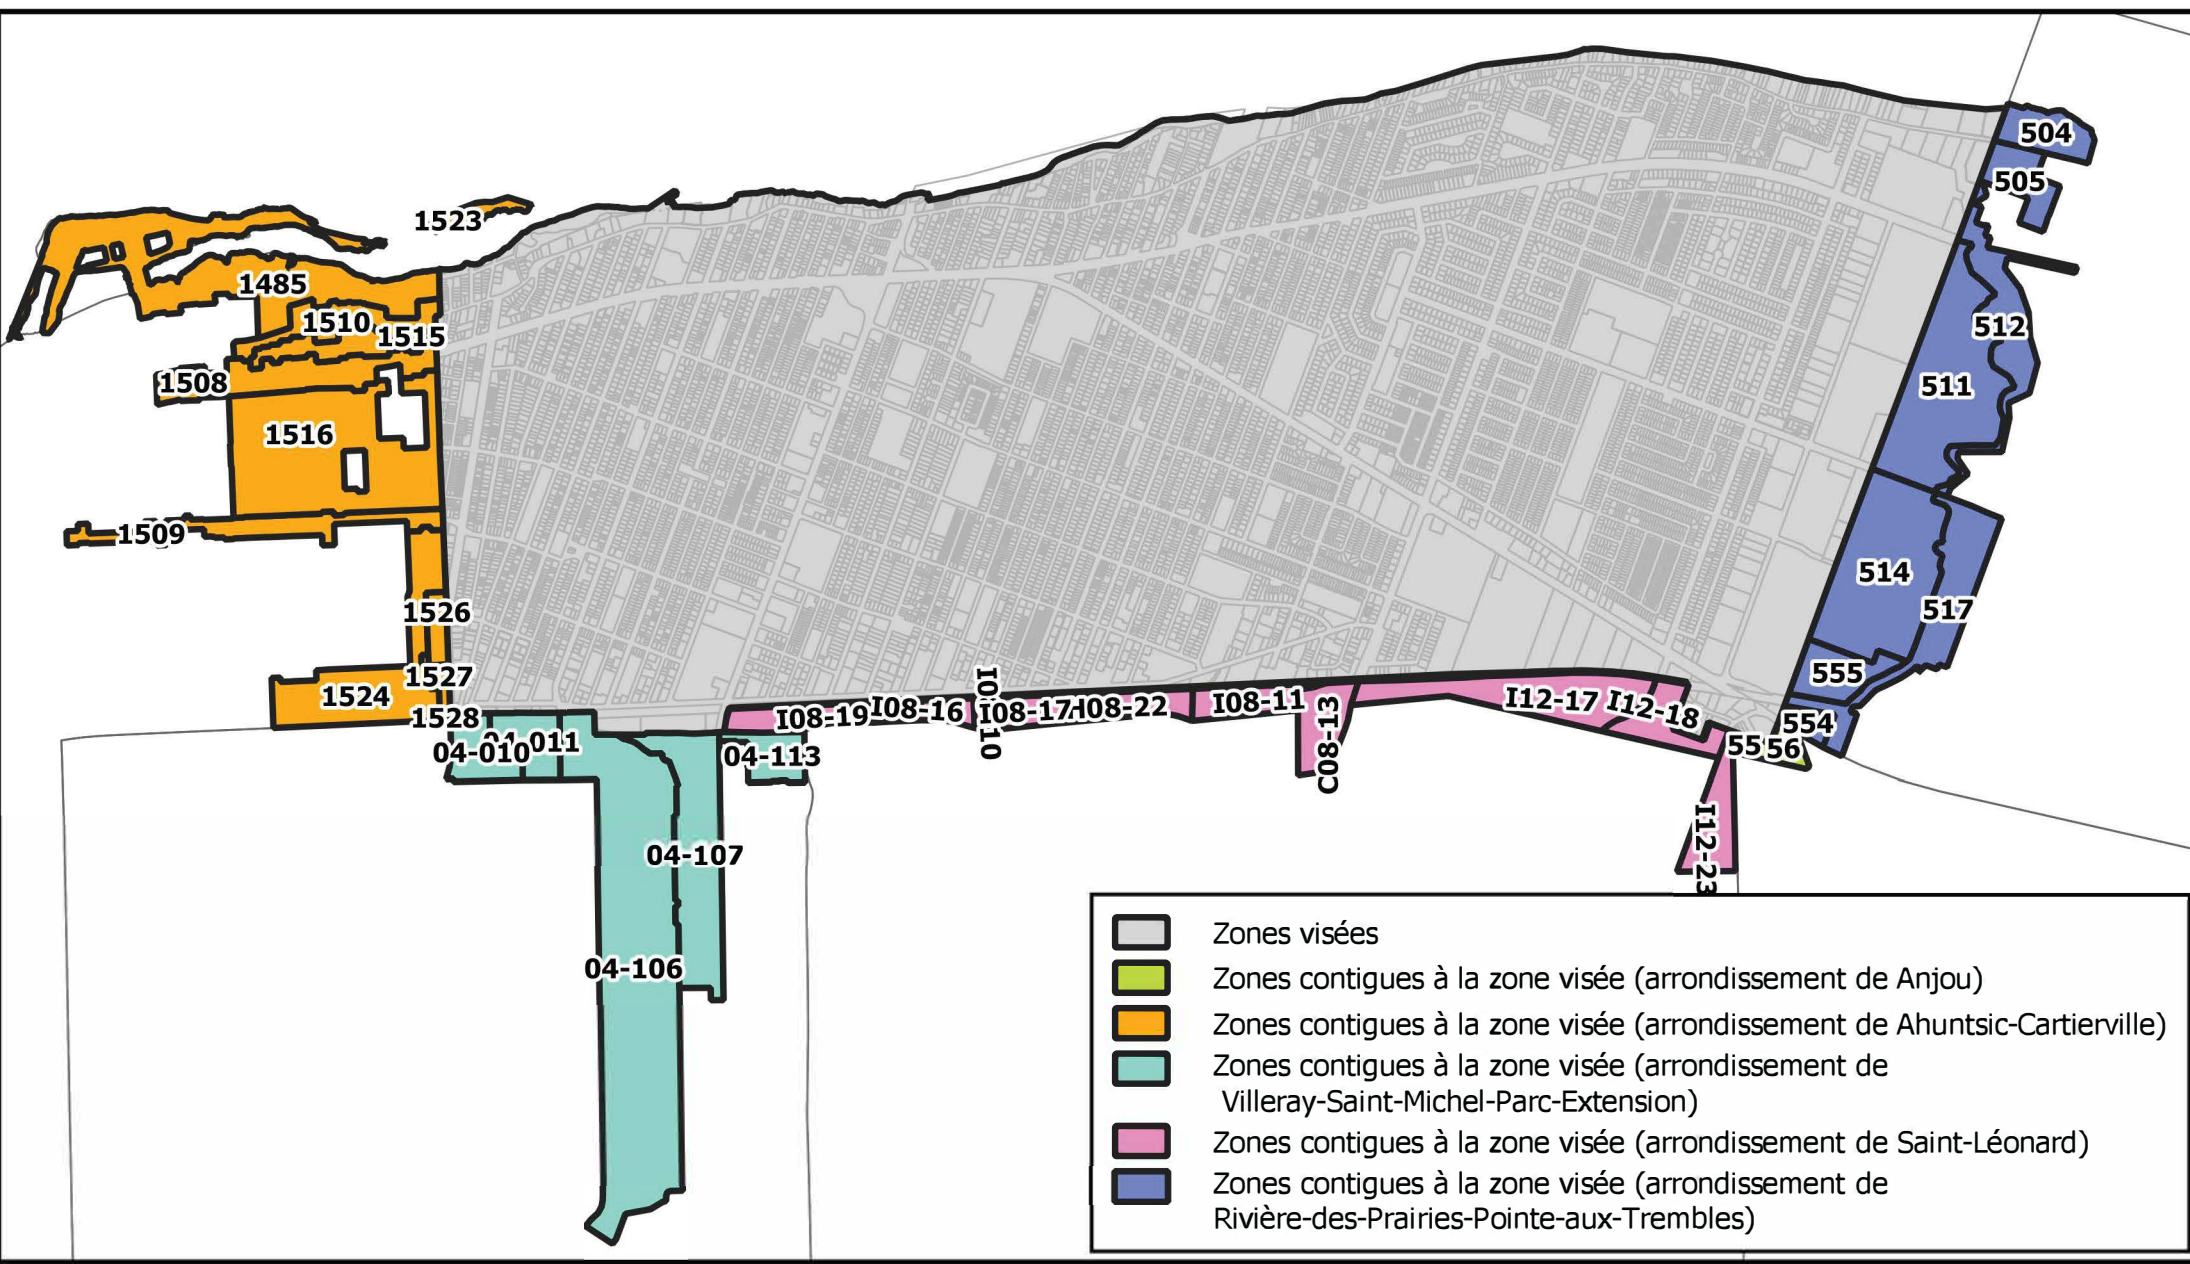 504
505
1523
1485
1510
1515
512
1508
511
1516
1509
514
1526
517
555
1527
1524
1528
I08-19
I08-16
I08-17
H08-22
I08-11
C08-13
I12-17
I12-18
554
56
04-010
011
04-113
I12-23
04-107
04-106
Zones visées
Zones contigues à la zone visée (arrondissement de Anjou)
Zones contigues à la zone visée (arrondissement de Ahuntsic-Cartierville)
Zones contigues à la zone visée (arrondissement de
Villeray-Saint-Michel-Parc-Extension)
Zones contigues à la zone visée (arrondissement de Saint-Léonard)
Zones contigues à la zone visée (arrondissement de
Rivière-des-Prairies-Pointe-aux-Trembles)